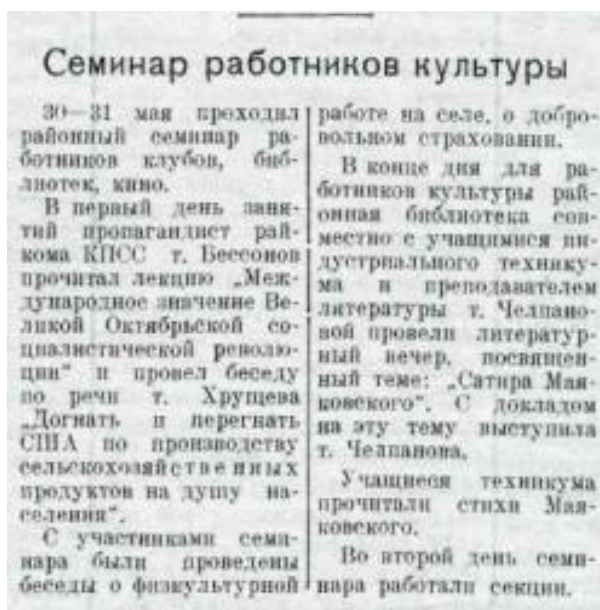 Семинар работников культуры
30—31 мая проходил
районный семинар ра-
ботников клубов, биб-
лиотек, кино.
В первый день заня-
тий пропагандист рай-
кома КПСС т. Бессонов
прочитал лекцию „Меж-
дународное значение Ве-
ликой Октябрьской со-
циалистической револю-
ции“ и провел беседу
по речи т. Хрущева
„Догнать и перегнать
США по производству
сельскохозяйственных
продуктов на душу на-
селения“.
С участниками семи-
нара были проведены
беседы о физкультурной
работе на селе, о добро-
вольном страховании.
В конце дня для ра-
ботников культуры рай-
онная библиотека сов-
местно с учащимися ин-
дустриального технику-
ма и преподавателем
литературы т. Челпано-
вой провели литератур-
ный вечер, посвящен-
ный теме: „Сатира Мая-
ковского“. С докладом
на эту тему выступила
т. Челпанова.
Учащиеся техникума
прочитали стихи Мая-
ковского.
Во второй день семи-
нара работали секции.